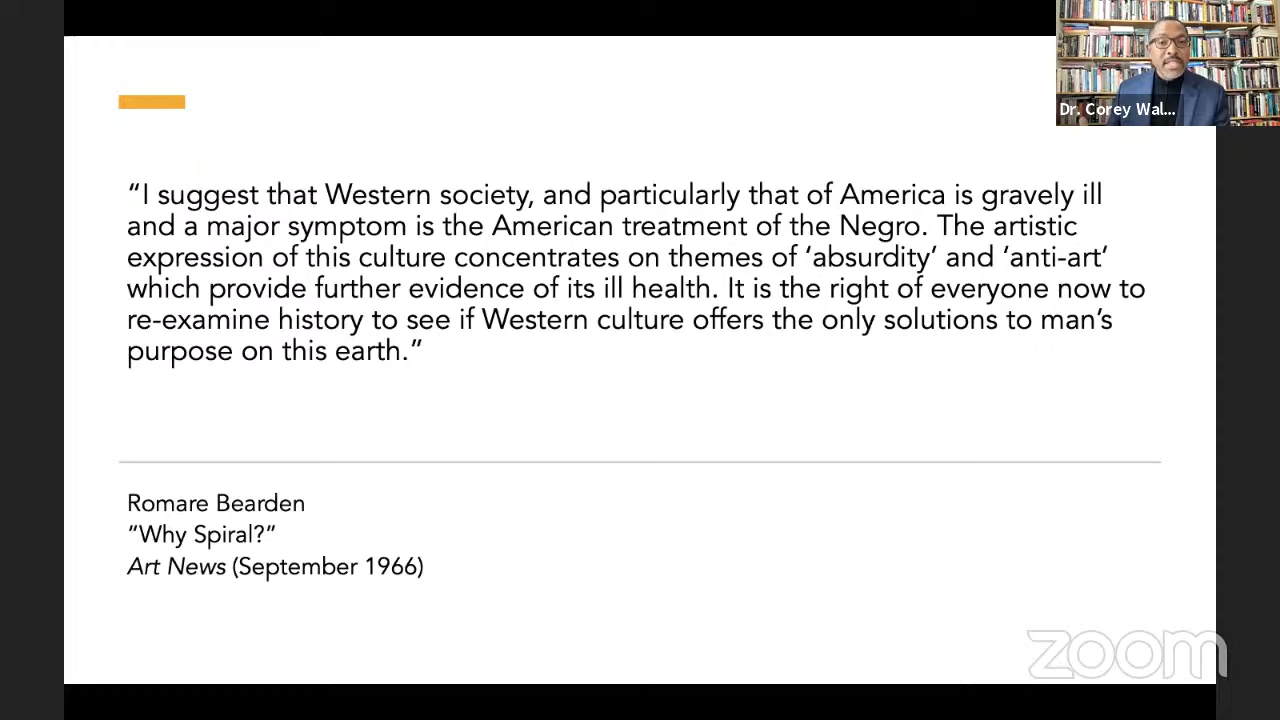 Dr. Corey Wal...
“I suggest that Western society, and particularly that of America is gravely ill
and a major symptom is the American treatment of the Negro. The artistic
expression of this culture concentrates on themes of ‘absurdity’ and ‘anti-art’
which provide further evidence of its ill health. It is the right of everyone now to
re-examine history to see if Western culture offers the only solutions to man’s
purpose on this earth.”
Romare Bearden
“Why Spiral?”
Art News (September 1966)
zoom